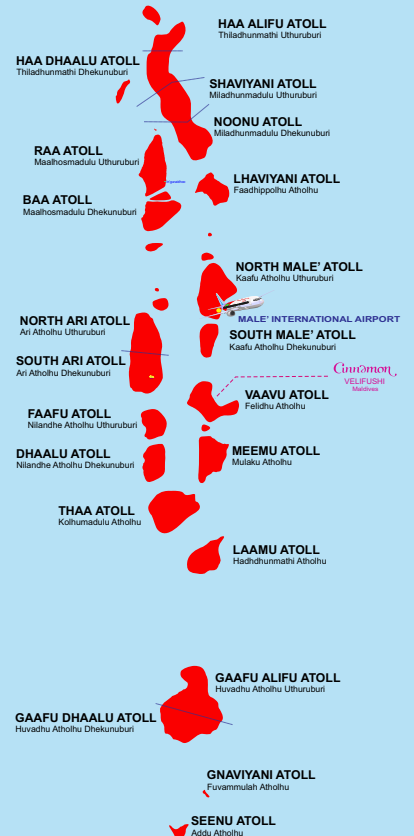 HAA ALIFU ATOLL
Thiladhunmathi Uthuruburi
HAA DHAALU ATOLL
Thiladhunmathi Dhekunuburi
SHAVIYANI ATOLL
Miladhunmadulu Uthuruburi
NOONU ATOLL
Miladhunmadulu Dhekunuburi
RAA ATOLL
Maalhosmadulu Uthuruburi
LHAVIYANI ATOLL
Faadhippolhu Atholhu
BAA ATOLL
Maalhosmadulu Dhekunuburi
NORTH MALE’ ATOLL
Kaafu Atholhu Uthuruburi
MALE’ INTERNATIONAL AIRPORT
NORTH ARI ATOLL
Ari Atholhu Uthuruburi
SOUTH MALE’ ATOLL
Kaafu Atholhu Dhekunuburi
SOUTH ARI ATOLL
Ari Atholhu Dhekunuburi
Cinnamon
VELIFUSHI
Maldives
VAAVU ATOLL
Felidhu Atholhu
FAAFU ATOLL
Nilandhe Atholhu Uthuruburi
DHAALU ATOLL
Nilandhe Atholhu Dhekunuburi
MEEMU ATOLL
Mulaku Atholhu
THAA ATOLL
Kolhumadulu Atholhu
LAAMU ATOLL
Hadhdhunmathi Atholhu
GAAFU ALIFU ATOLL
Huvadhu Atholhu Uthuruburi
GAAFU DHAALU ATOLL
Huvadhu Atholhu Dhekunuburi
GNAVIYANI ATOLL
Fuvammulah Atholhu
SEENU ATOLL
Addu Atholhu